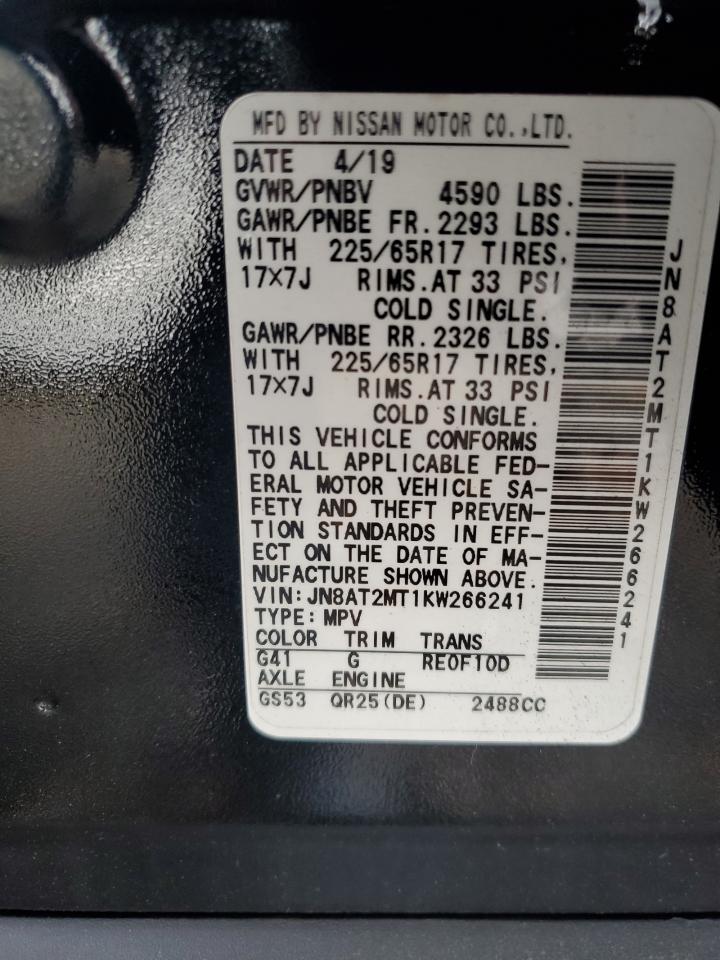 MFD BY NISSAN MOTOR CO.,LTD.
DATE 4/19
GVWR/PNBV 4590 LBS.
GAWR/PNBE FR.2293 LBS.
WITH 225/65R17 TIRES,
17×7J RIMS.AT 33 PSI
COLD SINGLE.
GAWR/PNBE RR.2326 LBS.
WITH 225/65R17 TIRES,
17×7J RIMS.AT 33 PSI
COLD SINGLE.
THIS VEHICLE CONFORMS
TO ALL APPLICABLE FED-
ERAL MOTOR VEHICLE SA-
FETY AND THEFT PREVEN-
TION STANDARDS IN EFF-
ECT ON THE DATE OF MA-
NUFACTURE SHOWN ABOVE.
VIN:JN8AT2MT1KW266241
TYPE:MPV
COLOR TRIM TRANS
G41 G RE0F10D
AXLE ENGINE
GS53 QR25(DE) 2488CC
JN8AT2MT1KW266241